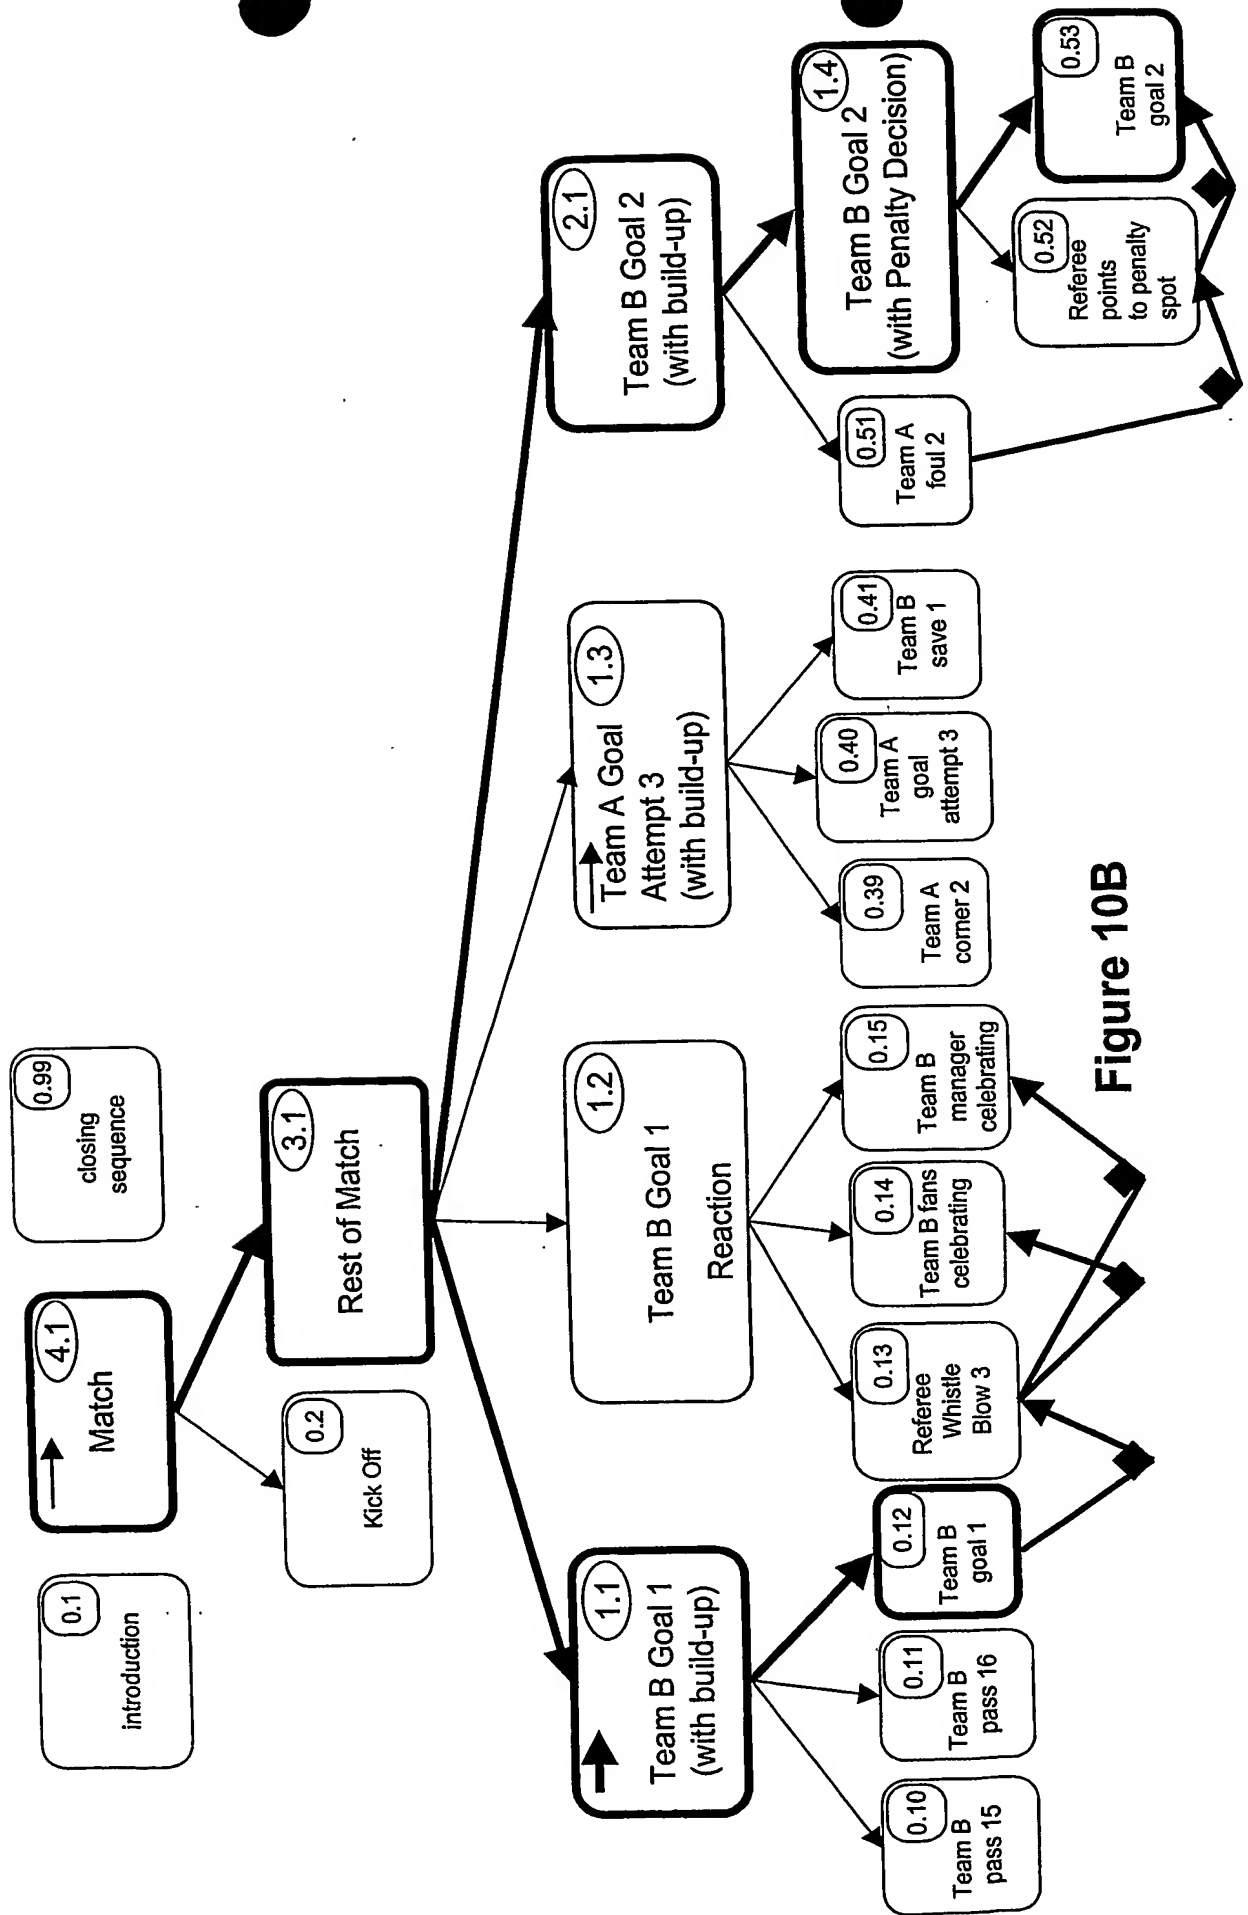 0.1
introduction
4.1
Match
0.99
closing
sequence
0.2
Kick Off
3.1
Rest of Match
1.1
Team B Goal 1
(with build-up)
1.2
Team B Goal 1
Reaction
1.3
Team A Goal
Attempt 3
(with build-up)
2.1
Team B Goal 2
(with build-up)
0.10
Team B
pass 15
0.11
Team B
pass 16
0.12
Team B
goal 1
0.13
Referee
Whistle
Blow 3
0.14
Team B fans
celebrating
0.15
Team B
manager
celebrating
0.39
Team A
corner 2
0.40
Team A
goal
attempt 3
0.41
Team B
save 1
0.51
Team A
foul 2
1.4
Team B Goal 2
(with Penalty Decision)
0.52
Referee
points
to penalty
spot
0.53
Team B
goal 2
Figure 10B